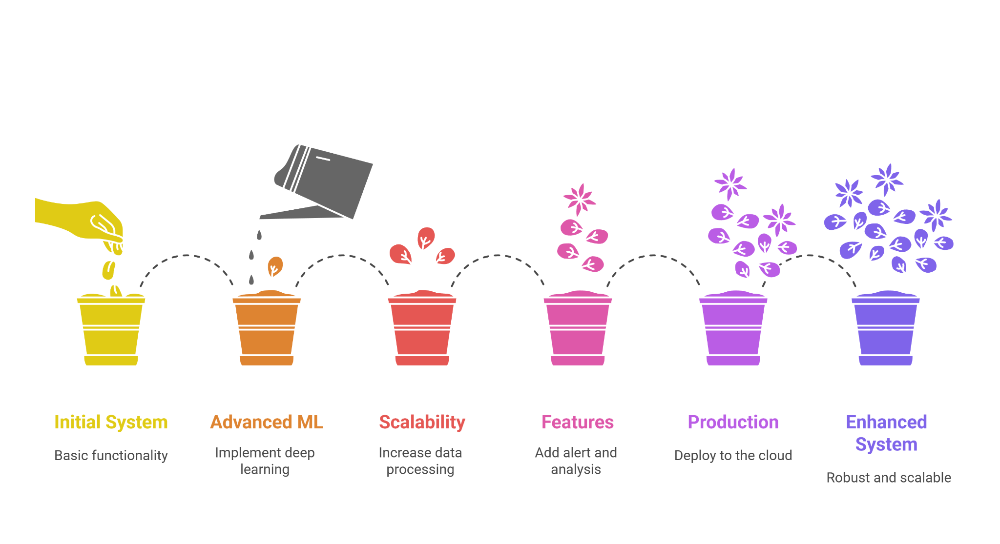 Initial System
Basic functionality
Advanced ML
Implement deep
learning
Scalability
Increase data
processing
Features
Add alert and
analysis
Production
Deploy to the cloud
Enhanced
System
Robust and scalable